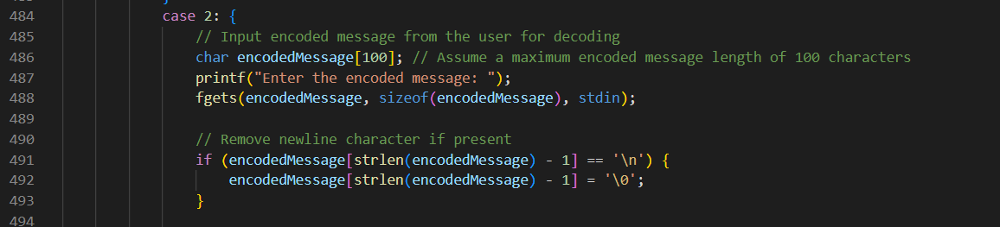 484 case 2: {
485 // Input encoded message from the user for decoding
486 char encodedMessage[100]; // Assume a maximum encoded message length of 100 characters
487 printf("Enter the encoded message: ");
488 fgets(encodedMessage, sizeof(encodedMessage), stdin);
489
490 // Remove newline character if present
491 if (encodedMessage[strlen(encodedMessage) - 1] == '\n') {
492 encodedMessage[strlen(encodedMessage) - 1] = '\0';
493 }
494